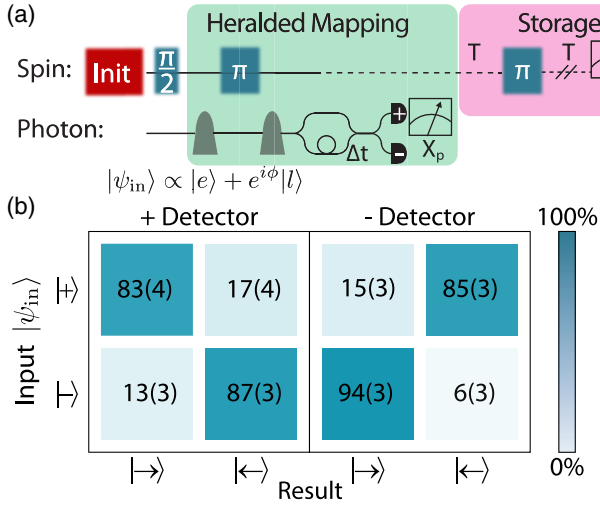 (a)
Heralded Mapping
Storage
Spin:
Init
π/2
π
T
π
T
Photon:
+
-
Δt
X_p
|ψ_in⟩ ∝ |e⟩ + e^{iϕ}|l⟩
(b)
+ Detector
- Detector
100%
Input |ψ_in⟩
|+⟩
83(4)
17(4)
15(3)
85(3)
|-⟩
13(3)
87(3)
94(3)
6(3)
|→⟩
|←⟩
|→⟩
|←⟩
0%
Result